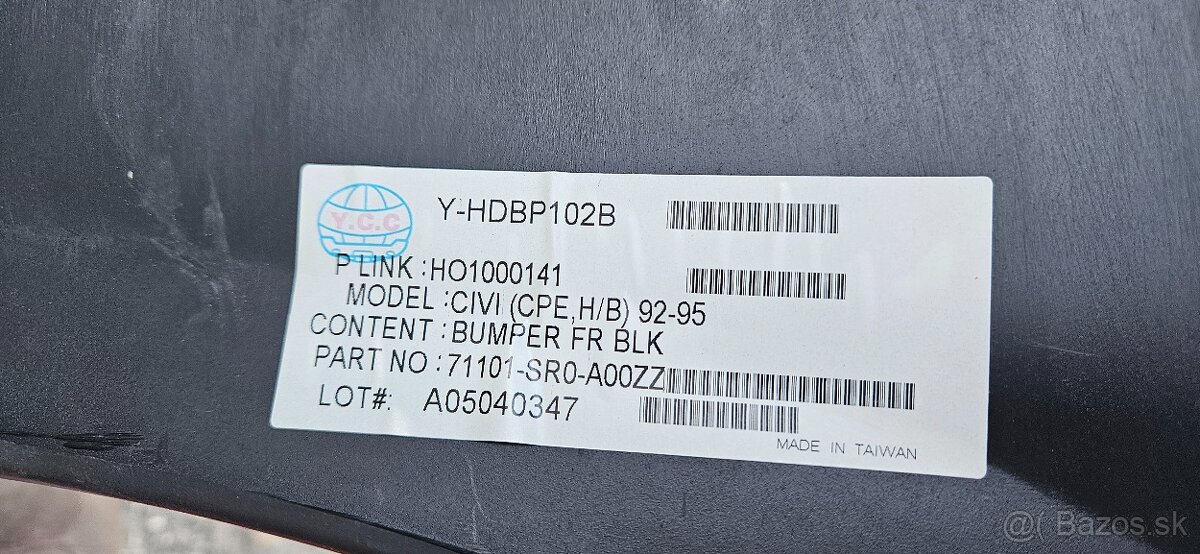 Y.C.C
Y-HDBP102B
P LINK :HO1000141
MODEL :CIVI (CPE,H/B) 92-95
CONTENT :BUMPER FR BLK
PART NO :71101-SR0-A00ZZ
LOT#: A05040347
MADE IN TAIWAN
@( Bazos.sk